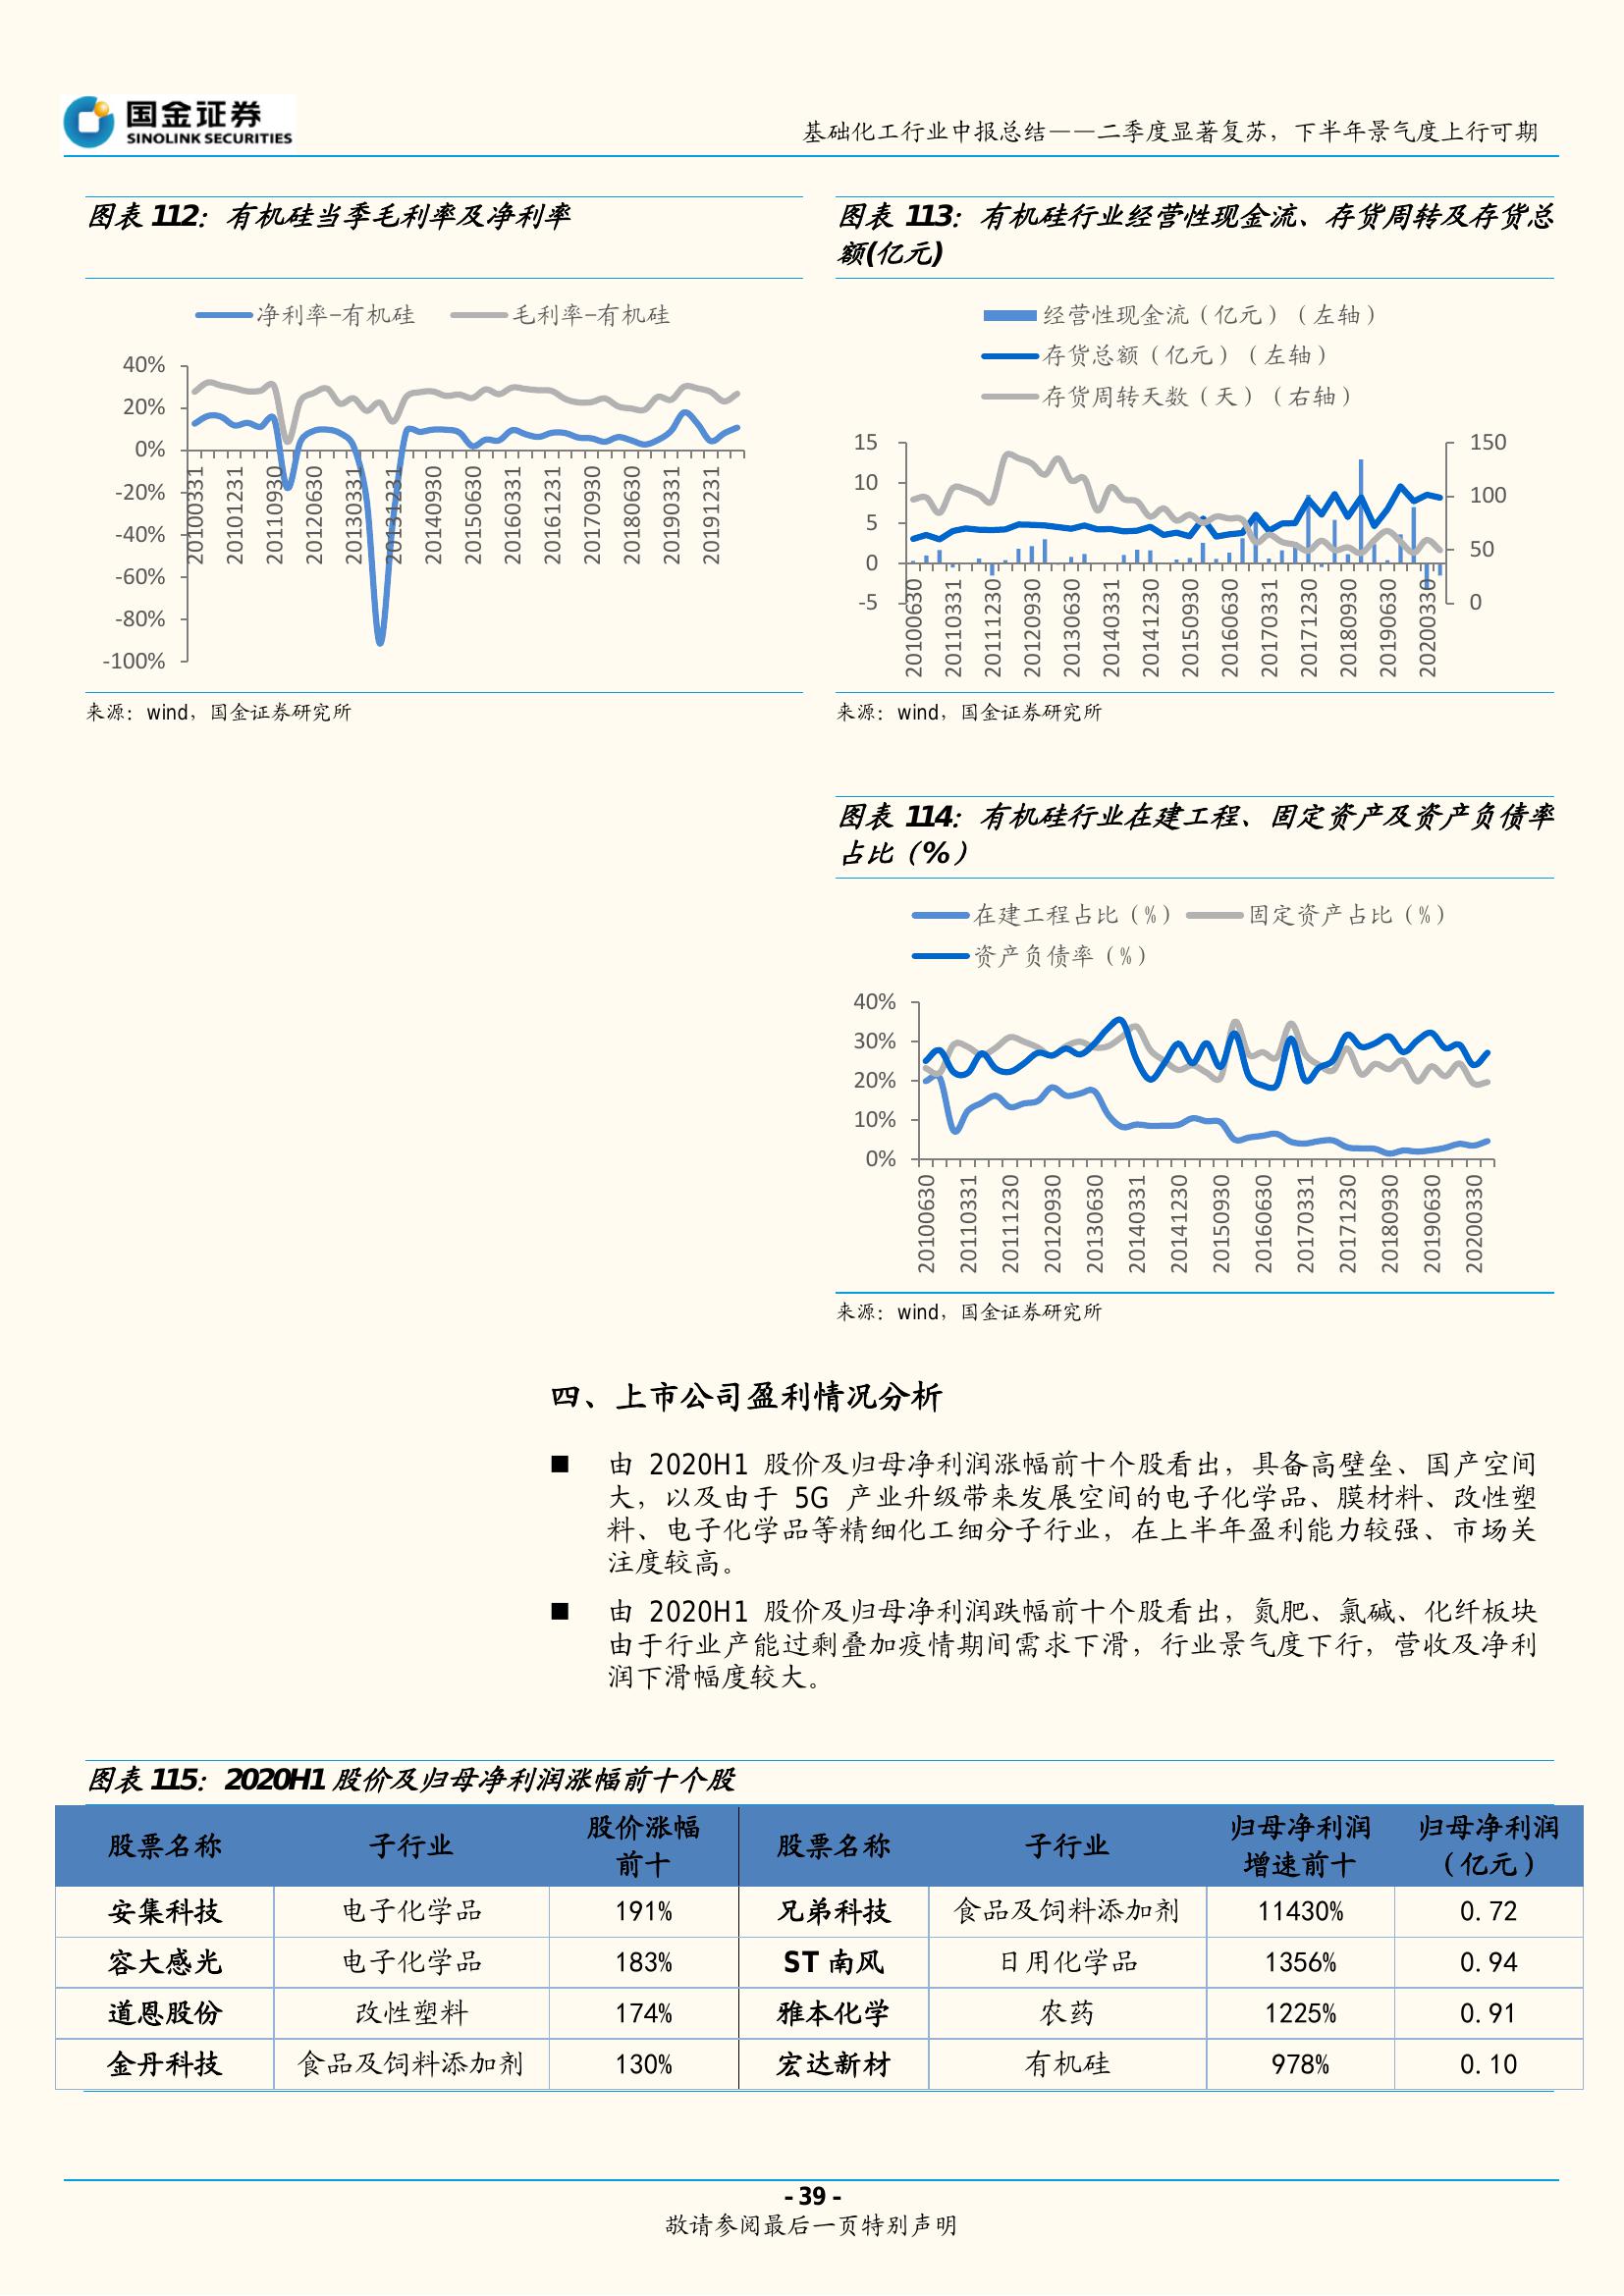 国金证券
SINOLINK SECURITIES
基础化工行业中报总结——二季度显著复苏，下半年景气度上行可期
图表 112：有机硅当季毛利率及净利率
净利率-有机硅 毛利率-有机硅
40%
20%
0%
-20%
-40%
-60%
-80%
-100%
20100331 20101231 20110930 20120630 20130331 20131231 20140930 20150630 20160331 20161231 20170930 20180630 20190331 20191231
来源：wind，国金证券研究所
图表 113：有机硅行业经营性现金流、存货周转及存货总
额(亿元)
经营性现金流（亿元）（左轴）
存货总额（亿元）（左轴）
存货周转天数（天）（右轴）
15 150
10 100
5
0 50
-5 0
20100630 20110331 20111230 20120930 20130630 20140331 20141230 20150930 20160630 20170331 20171230 20180930 20190630 20200330
来源：wind，国金证券研究所
图表 114：有机硅行业在建工程、固定资产及资产负债率
占比（%）
在建工程占比（%） 固定资产占比（%）
资产负债率（%）
40%
30%
20%
10%
0%
20100630 20110331 20111230 20120930 20130630 20140331 20141230 20150930 20160630 20170331 20171230 20180930 20190630 20200330
来源：wind，国金证券研究所
四、上市公司盈利情况分析
■ 由 2020H1 股价及归母净利润涨幅前十个股看出，具备高壁垒、国产空间
大，以及由于 5G 产业升级带来发展空间的电子化学品、膜材料、改性塑
料、电子化学品等精细化工细分子行业，在上半年盈利能力较强、市场关
注度较高。
■ 由 2020H1 股价及归母净利润跌幅前十个股看出，氮肥、氯碱、化纤板块
由于行业产能过剩叠加疫情期间需求下滑，行业景气度下行，营收及净利
润下滑幅度较大。
图表 115：2020H1 股价及归母净利润涨幅前十个股
股票名称 子行业 股价涨幅前十 股票名称 子行业 归母净利润增速前十 归母净利润（亿元）
安集科技 电子化学品 191% 兄弟科技 食品及饲料添加剂 11430% 0.72
容大感光 电子化学品 183% ST 南风 日用化学品 1356% 0.94
道恩股份 改性塑料 174% 雅本化学 农药 1225% 0.91
金丹科技 食品及饲料添加剂 130% 宏达新材 有机硅 978% 0.10
- 39 -
敬请参阅最后一页特别声明